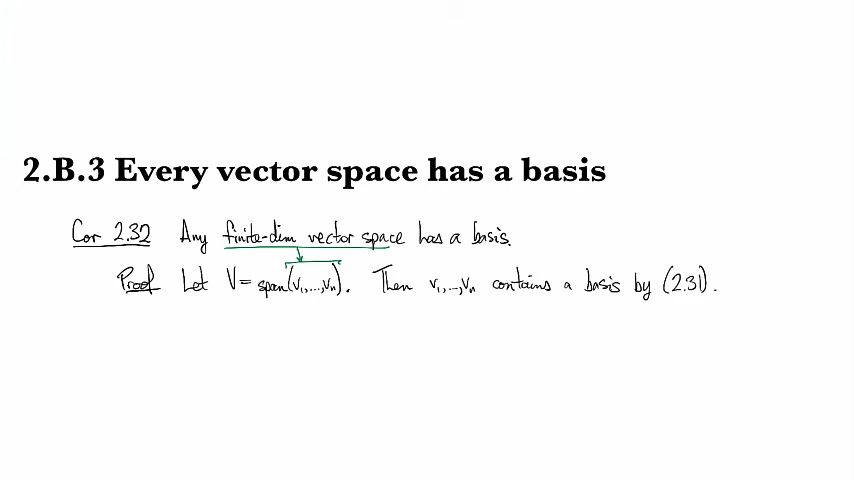 2.B.3 Every vector space has a basis
Cor 2.32 Any finite-dim vector space has a basis.
Proof Let V = span(v₁,...,vₙ). Then v₁,...,vₙ contains a basis by (2.31).